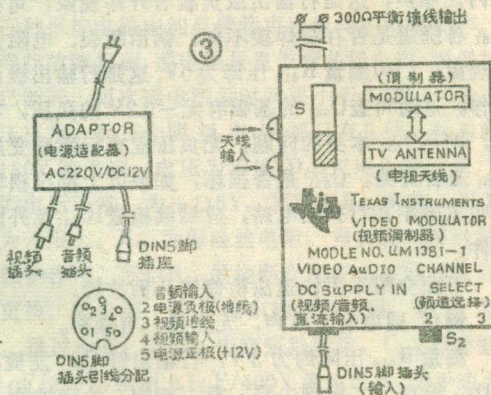 300Ω平衡馈线输出
③
S
天线
输入
(调制器)
MODULATOR
TV ANTENNA
(电视天线)
TEXAS INSTRUMENTS
VIDEO MODULATOR
(视频调制器)
MODLE NO. UM1381-1
VIDEO AUDIO CHANNEL
DC SUPPLY IN SELECT
(视频/音频, (频道选择)
直流输入) 2 3
S2
DIN5脚插头
(输入)
ADAPTOR
(电源适配器)
AC220V/DC12V
视频
插头
音频
插头
DIN5脚
插座
音频输入
2 电源负极(地线)
3 视频地线
4 视频输入
5 电源正极(+12V)
2 3 4
1 5
DIN5脚
插头引线分配